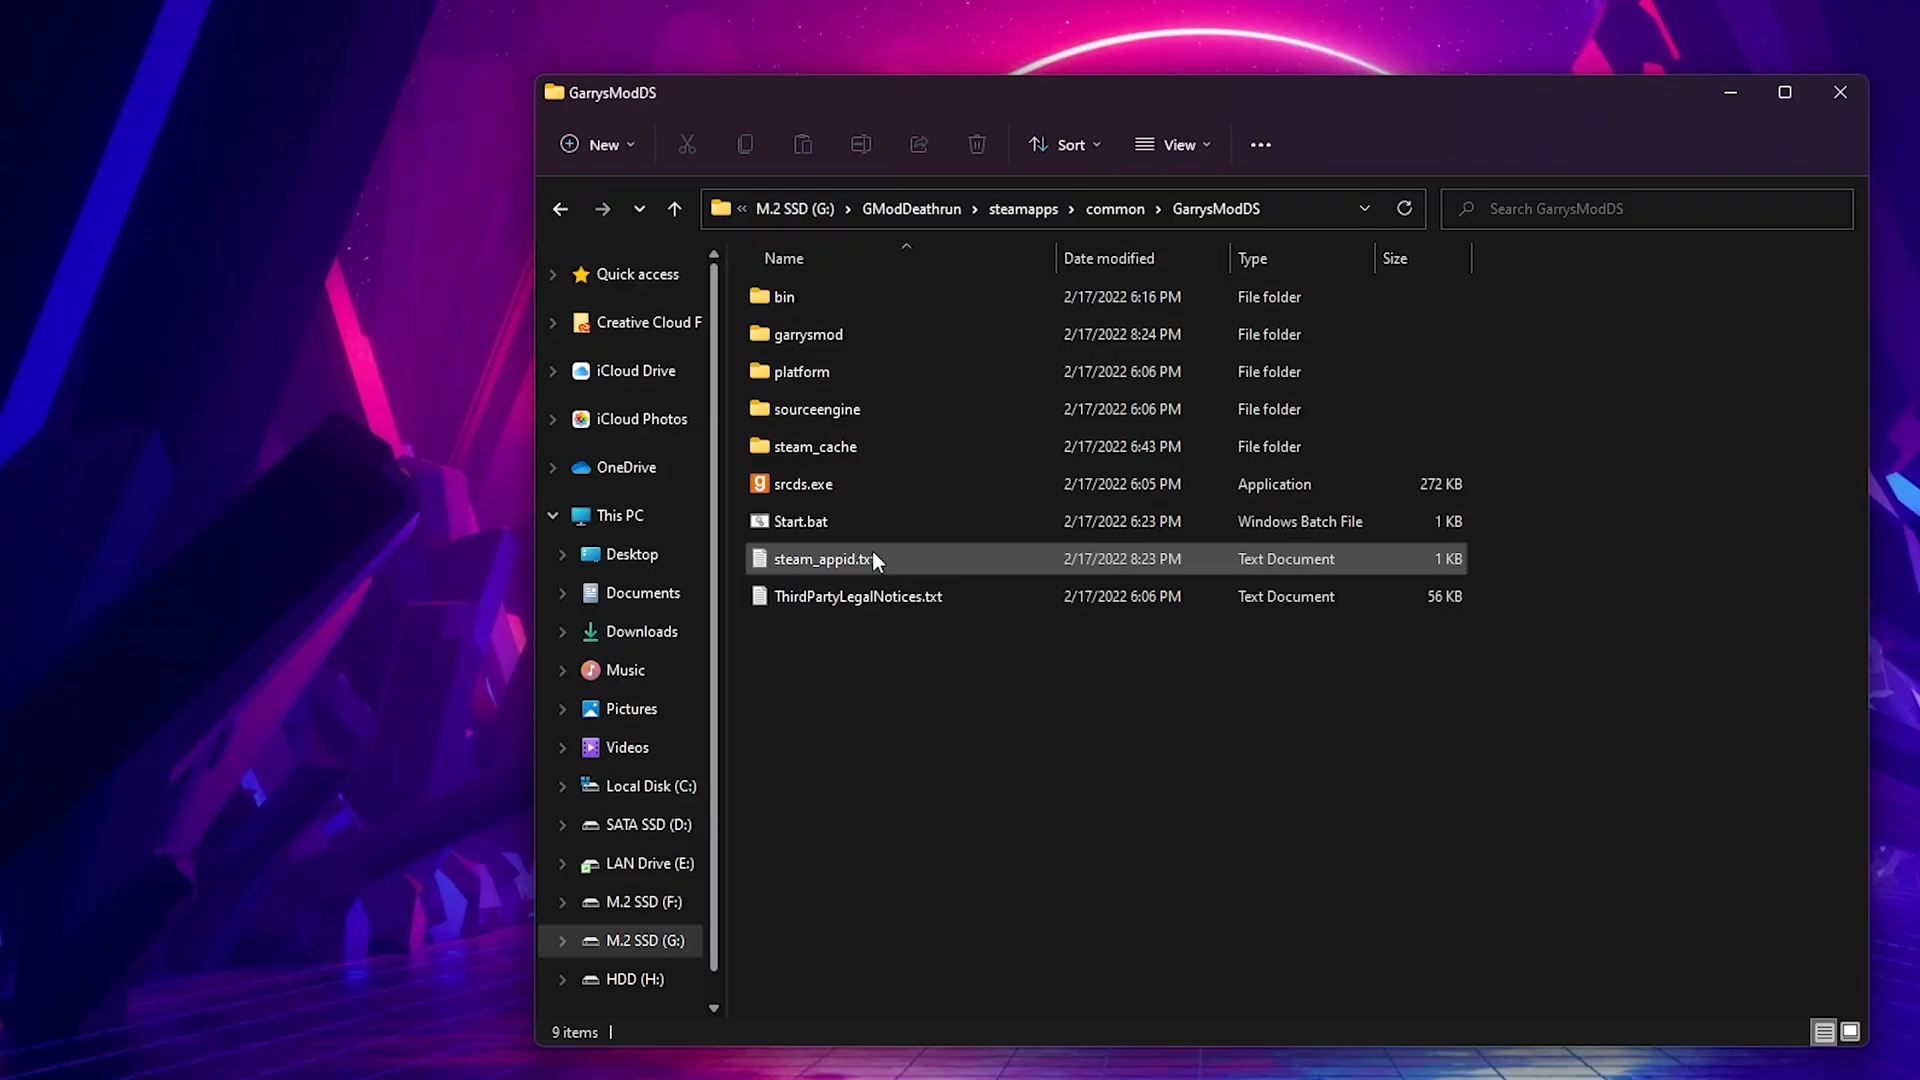 GarrysModDS
New
Sort
View
« M.2 SSD (G:) > GModDeathrun > steamapps > common > GarrysModDS
Search GarrysModDS
Name Date modified Type Size
Quick access
Creative Cloud F
iCloud Drive
iCloud Photos
OneDrive
This PC
Desktop
Documents
Downloads
Music
Pictures
Videos
Local Disk (C:)
SATA SSD (D:)
LAN Drive (E:)
M.2 SSD (F:)
M.2 SSD (G:)
HDD (H:)
bin 2/17/2022 6:16 PM File folder
garrysmod 2/17/2022 8:24 PM File folder
platform 2/17/2022 6:06 PM File folder
sourceengine 2/17/2022 6:06 PM File folder
steam_cache 2/17/2022 6:43 PM File folder
srcds.exe 2/17/2022 6:05 PM Application 272 KB
Start.bat 2/17/2022 6:23 PM Windows Batch File 1 KB
steam_appid.txt 2/17/2022 8:23 PM Text Document 1 KB
ThirdPartyLegalNotices.txt 2/17/2022 6:06 PM Text Document 56 KB
9 items